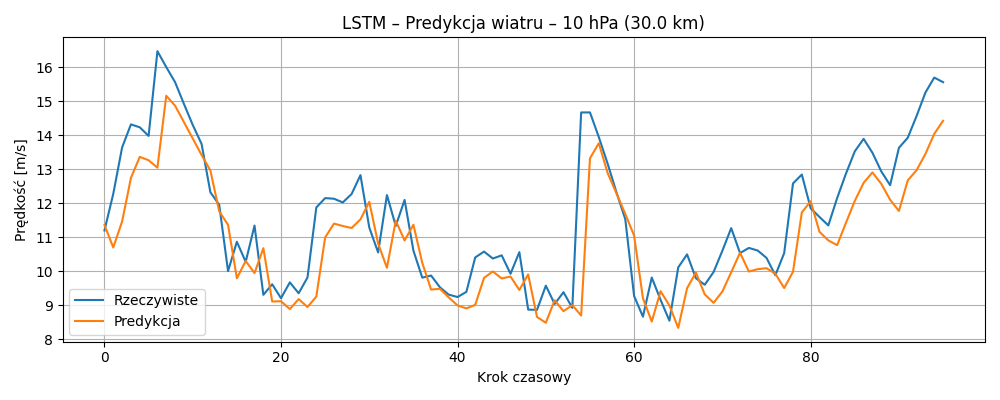 LSTM – Predykcja wiatru – 10 hPa (30.0 km)
Prędkość [m/s]
16
15
14
13
12
11
10
9
8
Rzeczywiste
Predykcja
0 20 40 60 80
Krok czasowy